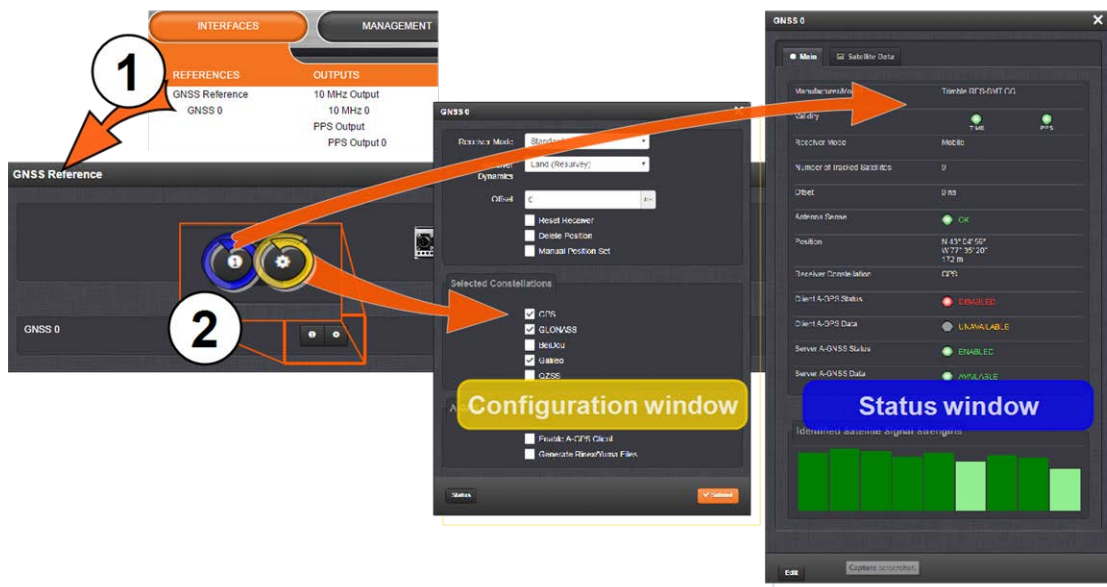 INTERFACES
MANAGEMENT
1
REFERENCES
OUTPUTS
GNSS Reference
10 MHz Output
GNSS 0
10 MHz 0
PPS Output
PPS Output 0
GNSS Reference
2
GNSS 0
GNSS 0
Receiver Mode
Dynamics
Land (Resurvey)
Offset
ns
Reset Receiver
Delete Position
Manual Position Set
Selected Constellations
GPS
GLONASS
BeiDou
Galileo
QZSS
Configuration window
Enable A-GPS Client
Generate Rinex/Yuma Files
Status
Submit
GNSS 0
Main
Satellite Data
Trimble RES-SMT GG
Validity
TIME
PPS
Receiver Mode
Mobile
Number of Tracked Satellites
9
Offset
0 ns
Antenna Sense
OK
Position
172 m
Receiver Constellation
GPS
Client A-GPS Status
DISABLED
Client A-GPS Data
UNAVAILABLE
Server A-GNSS Status
ENABLED
Server A-GNSS Data
AVAILABLE
Status window
Identified Satellite Signal Strengths
Edit
Capture screenshot